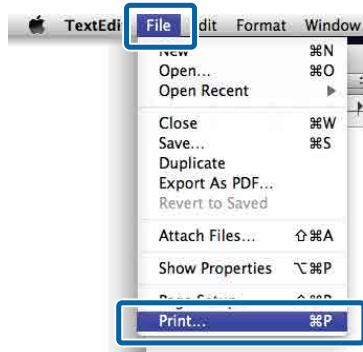 TextEdi File dit Format Window
New ⌘N
Open... ⌘O
Open Recent ▶
Close ⌘W
Save... ⌘S
Duplicate
Export As PDF...
Revert to Saved
Attach Files... ⇧⌘A
Show Properties ⌥⌘P
Print... ⌘P